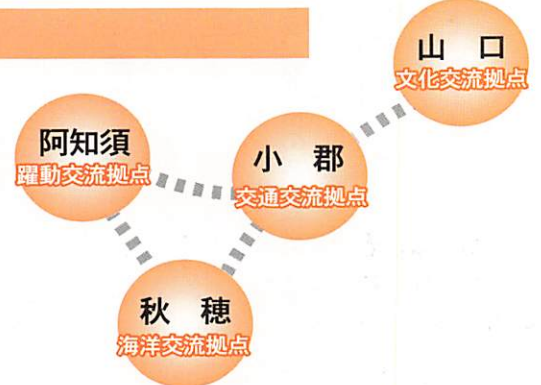 山　口
文化交流拠点
阿知須
躍動交流拠点
小　郡
交通交流拠点
秋　穂
海洋交流拠点